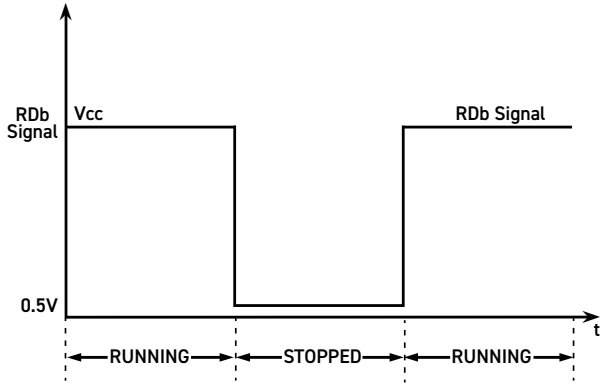 RDb
Signal
Vcc
RDb Signal
0.5V
t
RUNNING
STOPPED
RUNNING